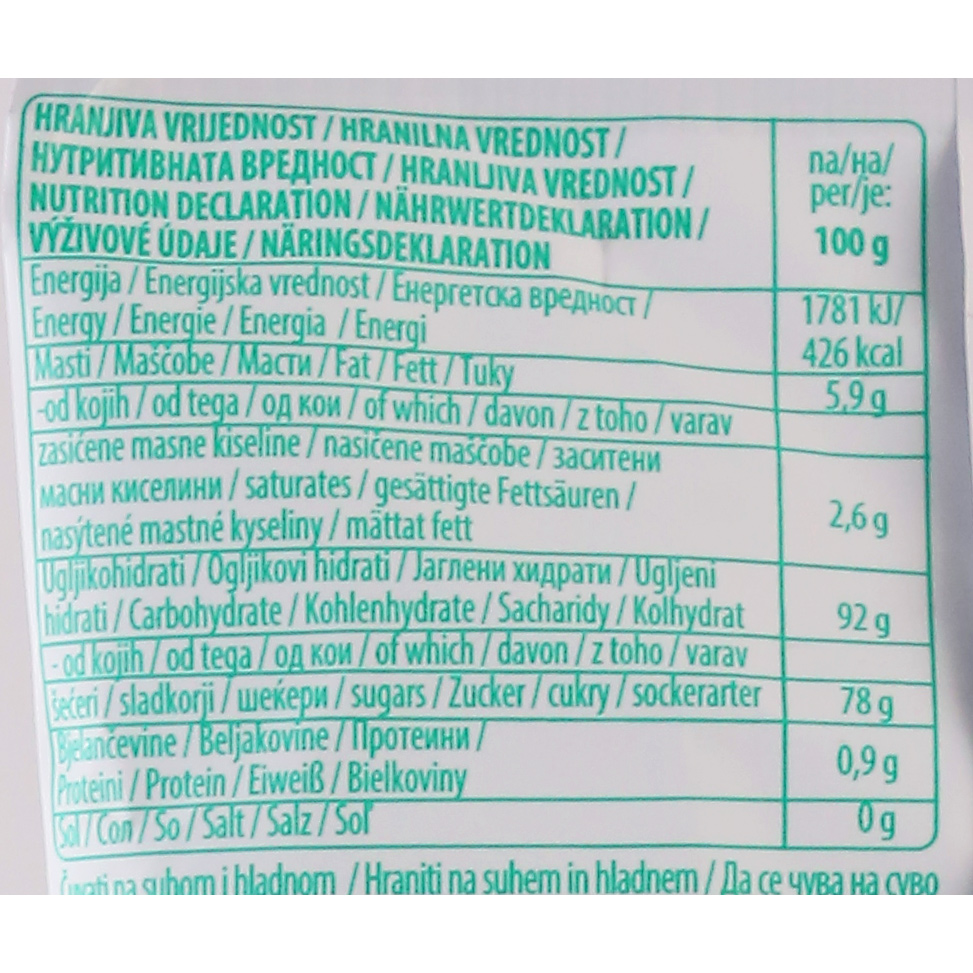 HRANJIVA VRIJEDNOST / HRANILNA VREDNOST /
НУТРИТИВНАТА ВРЕДНОСТ / HRANLJIVA VREDNOST /
NUTRITION DECLARATION / NÄHRWERTDEKLARATION /
VÝŽIVOVÉ ÚDAJE / NÄRINGSDEKLARATION
na/на/
per/je:
100 g
Energija / Energijska vrednost / Енергетска вредност /
Energy / Energie / Energia / Energi
1781 kJ/
426 kcal
Masti / Maščobe / Масти / Fat / Fett / Tuky
5,9 g
-od kojih / od tega / од кои / of which / davon / z toho / varav
zasićene masne kiseline / nasičene maščobe / заситени
масни киселини / saturates / gesättigte Fettsäuren /
nasýtené mastné kyseliny / mättat fett
2,6 g
Ugljikohidrati / Ogljikovi hidrati / Јаглени хидрати / Ugljeni
hidrati / Carbohydrate / Kohlenhydrate / Sacharidy / Kolhydrat
92 g
- od kojih / od tega / од кои / of which / davon / z toho / varav
šećeri / sladkorji / шеќери / sugars / Zucker / cukry / sockerarter
78 g
Bjelančevine / Beljakovine / Протеини /
Proteini / Protein / Eiweiß / Bielkoviny
0,9 g
Sol / Сол / So / Salt / Salz / Soľ
0 g
Čuvati na suhom i hladnom / Hraniti na suhem in hladnem / Да се чува на суво